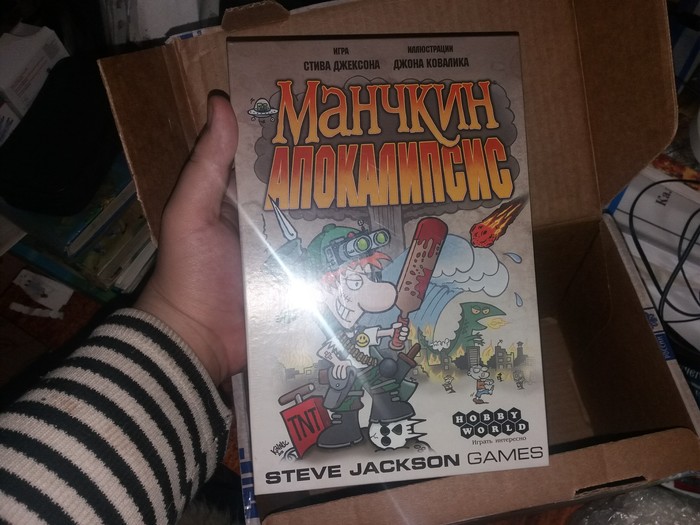 ИГРА
СТИВА ДЖЕКСОНА
ИЛЛЮСТРАЦИИ
ДЖОНА КОВАЛИКА
МАНЧКИН
АПОКАЛИПСИС
TNT
HOBBY
WORLD
Играть интересно
STEVE JACKSON GAMES